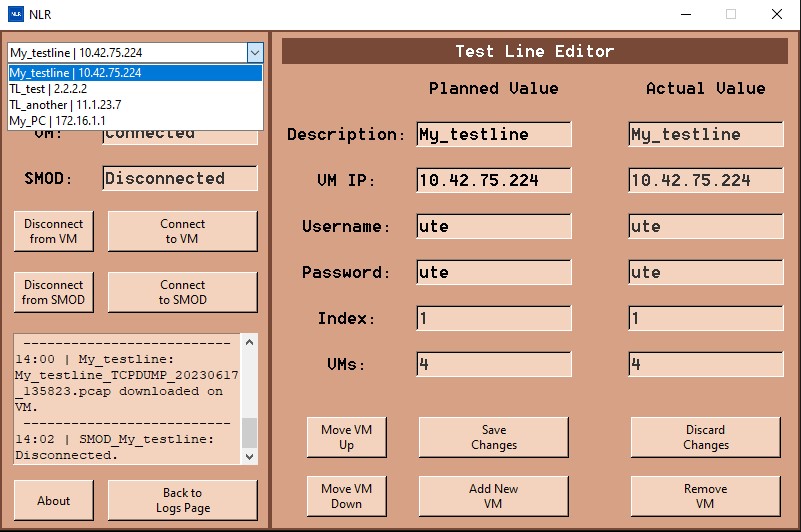 NLR
My_testline | 10.42.75.224
My_testline | 10.42.75.224
TL_test | 2.2.2.2
TL_another | 11.1.23.7
My_PC | 172.16.1.1
VM: Connected
SMOD: Disconnected
Disconnect
from VM
Connect
to VM
Disconnect
from SMOD
Connect
to SMOD
---------------------------
14:00 | My_testline:
My_testline_TCPDUMP_20230617
_135823.pcap downloaded on
VM.
---------------------------
14:02 | SMOD_My_testline:
Disconnected.
About
Back to
Logs Page
Test Line Editor
Planned Value Actual Value
Description: My_testline My_testline
VM IP: 10.42.75.224 10.42.75.224
Username: ute ute
Password: ute ute
Index: 1 1
VMs: 4 4
Move VM
Up
Save
Changes
Discard
Changes
Move VM
Down
Add New
VM
Remove
VM